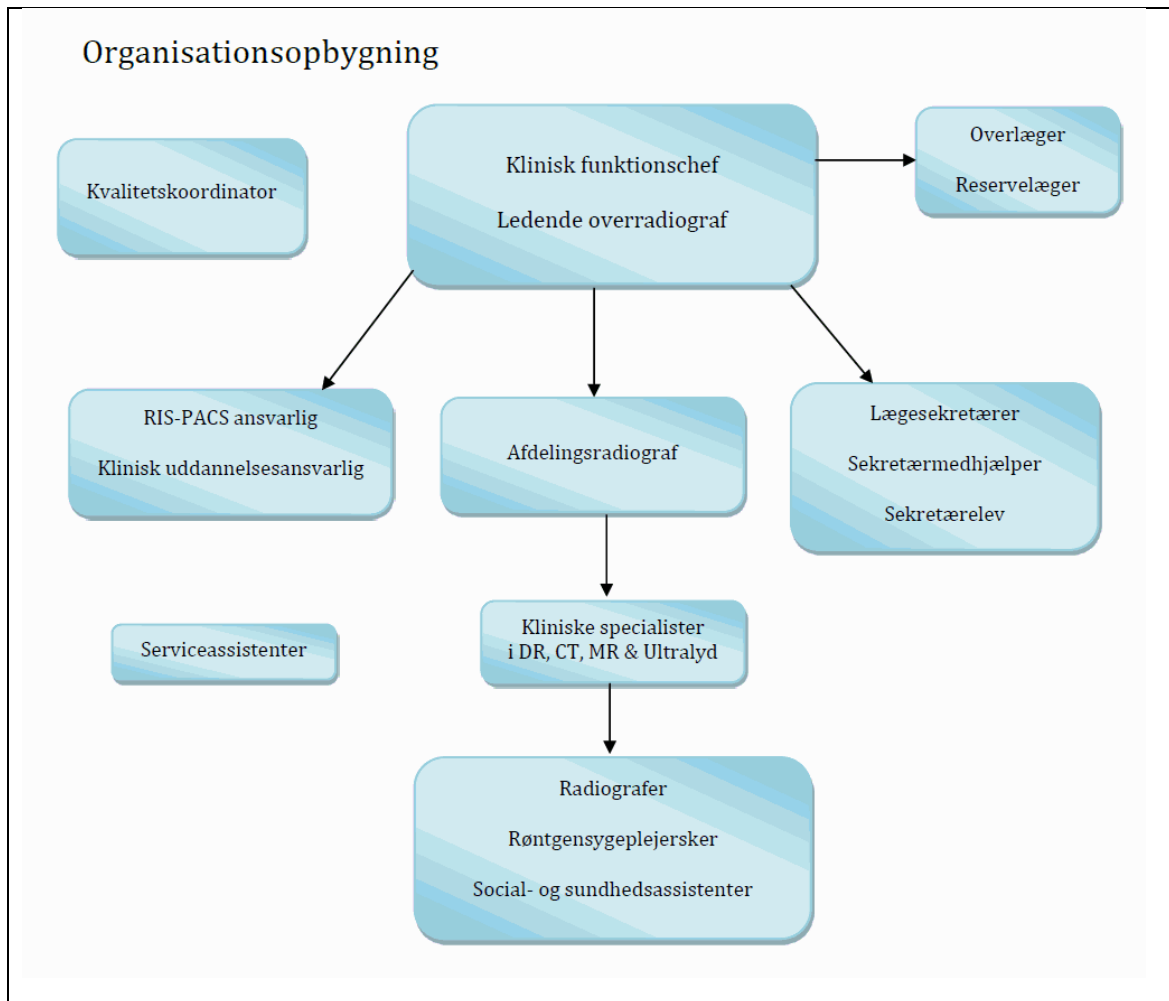 Organisationsopbygning
Kvalitetskoordinator
Klinisk funktionschef
Ledende overradiograf
Overlæger
Reservelæger
RIS-PACS ansvarlig
Klinisk uddannelsesansvarlig
Afdelingsradiograf
Lægesekretærer
Sekretærmedhjælper
Sekretærelev
Serviceassistenter
Kliniske specialister
i DR, CT, MR & Ultralyd
Radiografer
Røntgensygeplejersker
Social- og sundhedsassistenter